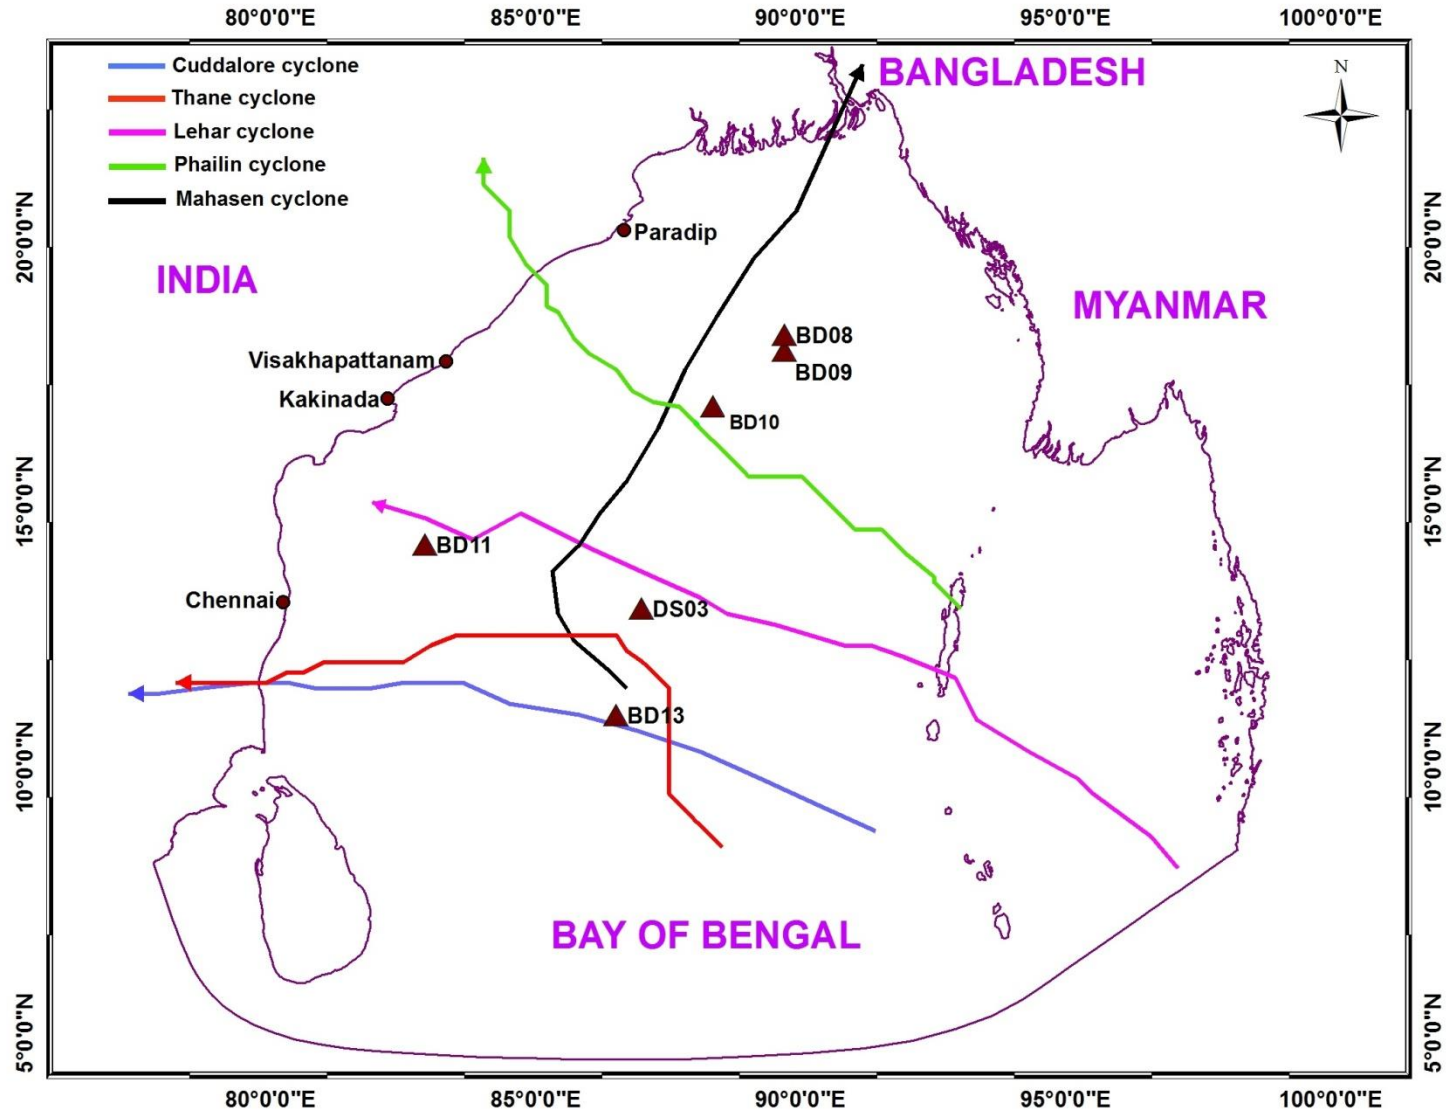 80°0'0"E 85°0'0"E 90°0'0"E 95°0'0"E 100°0'0"E
Cuddalore cyclone
Thane cyclone
Lehar cyclone
Phailin cyclone
Mahasen cyclone
BANGLADESH
N
20°0'0"N
20°0'0"N
Paradip
INDIA
MYANMAR
BD08
Visakhapattanam
BD09
Kakinada
BD10
15°0'0"N
15°0'0"N
BD11
Chennai
DS03
BD13
10°0'0"N
10°0'0"N
BAY OF BENGAL
5°0'0"N
5°0'0"N
80°0'0"E 85°0'0"E 90°0'0"E 95°0'0"E 100°0'0"E